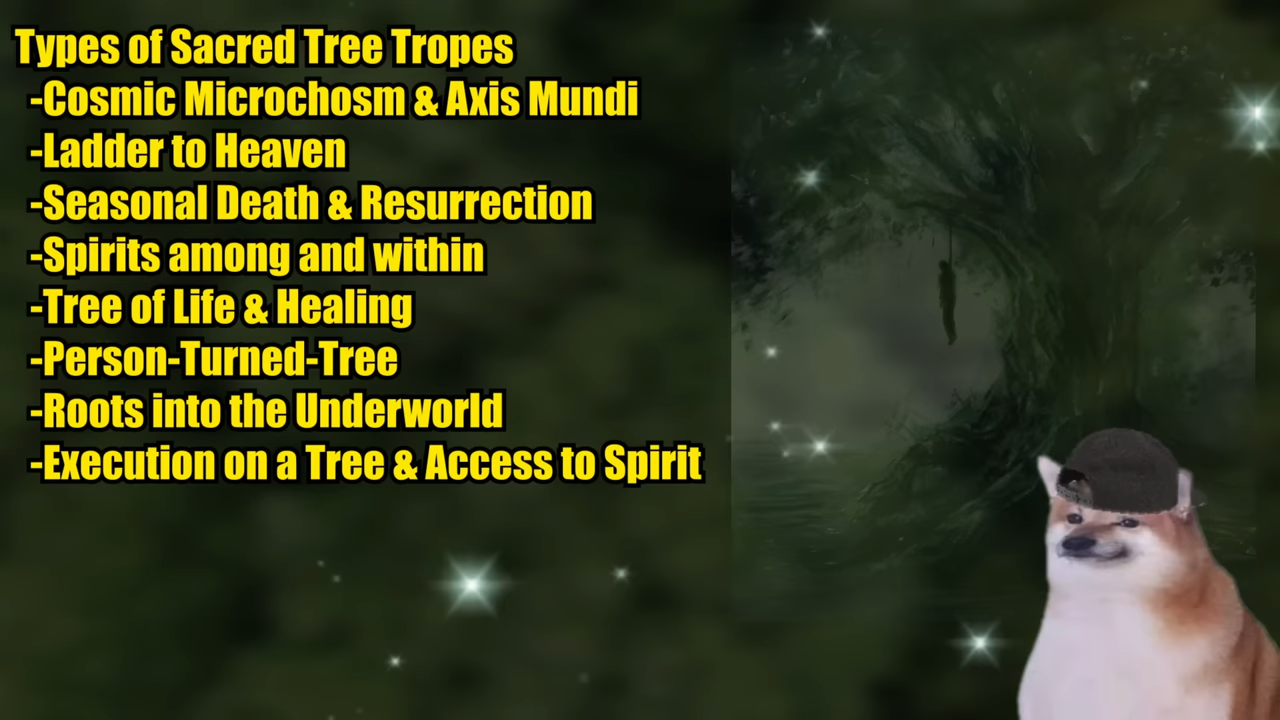 Types of Sacred Tree Tropes
-Cosmic Microchosm & Axis Mundi
-Ladder to Heaven
-Seasonal Death & Resurrection
-Spirits among and within
-Tree of Life & Healing
-Person-Turned-Tree
-Roots into the Underworld
-Execution on a Tree & Access to Spirit